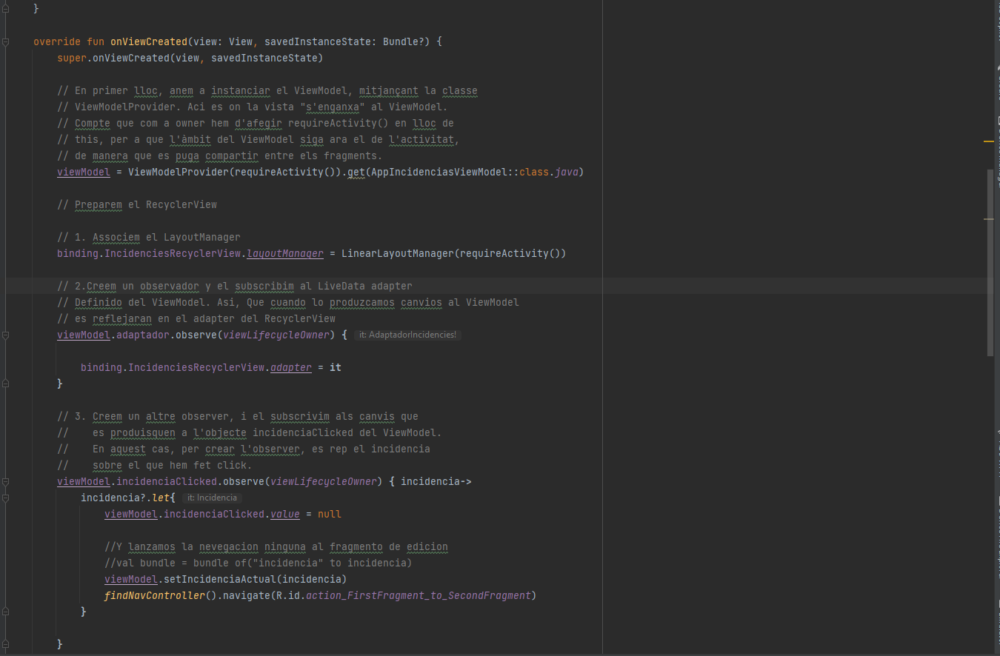 }
override fun onViewCreated(view: View, savedInstanceState: Bundle?) {
super.onViewCreated(view, savedInstanceState)
// En primer lloc, anem a instanciar el ViewModel, mitjançant la classe
// ViewModelProvider. Aci es on la vista "s'enganxa" al ViewModel.
// Compte que com a owner hem d'afegir requireActivity() en lloc de
// this, per a que l'àmbit del ViewModel siga ara el de l'activitat,
// de manera que es puga compartir entre els fragments.
viewModel = ViewModelProvider(requireActivity()).get(AppIncidenciasViewModel::class.java)
// Preparem el RecyclerView
// 1. Associem el LayoutManager
binding.IncidenciesRecyclerView.layoutManager = LinearLayoutManager(requireActivity())
// 2.Creem un observador y el subscribim al LiveData adapter
// Definido del ViewModel. Asi, Que cuando lo produzcamos canvios al ViewModel
// es reflejaran en el adapter del RecyclerView
viewModel.adaptador.observe(viewLifecycleOwner) { it: AdaptadorIncidencies!
binding.IncidenciesRecyclerView.adapter = it
}
// 3. Creem un altre observer, i el subscrivim als canvis que
// es produisquen a l'objecte incidenciaClicked del ViewModel.
// En aquest cas, per crear l'observer, es rep el incidencia
// sobre el que hem fet click.
viewModel.incidenciaClicked.observe(viewLifecycleOwner) { incidencia->
incidencia?.let{ it: Incidencia
viewModel.incidenciaClicked.value = null
//Y lanzamos la nevegacion ninguna al fragmento de edicion
//val bundle = bundle of("incidencia" to incidencia)
viewModel.setIncidenciaActual(incidencia)
findNavController().navigate(R.id.action_FirstFragment_to_SecondFragment)
}
}